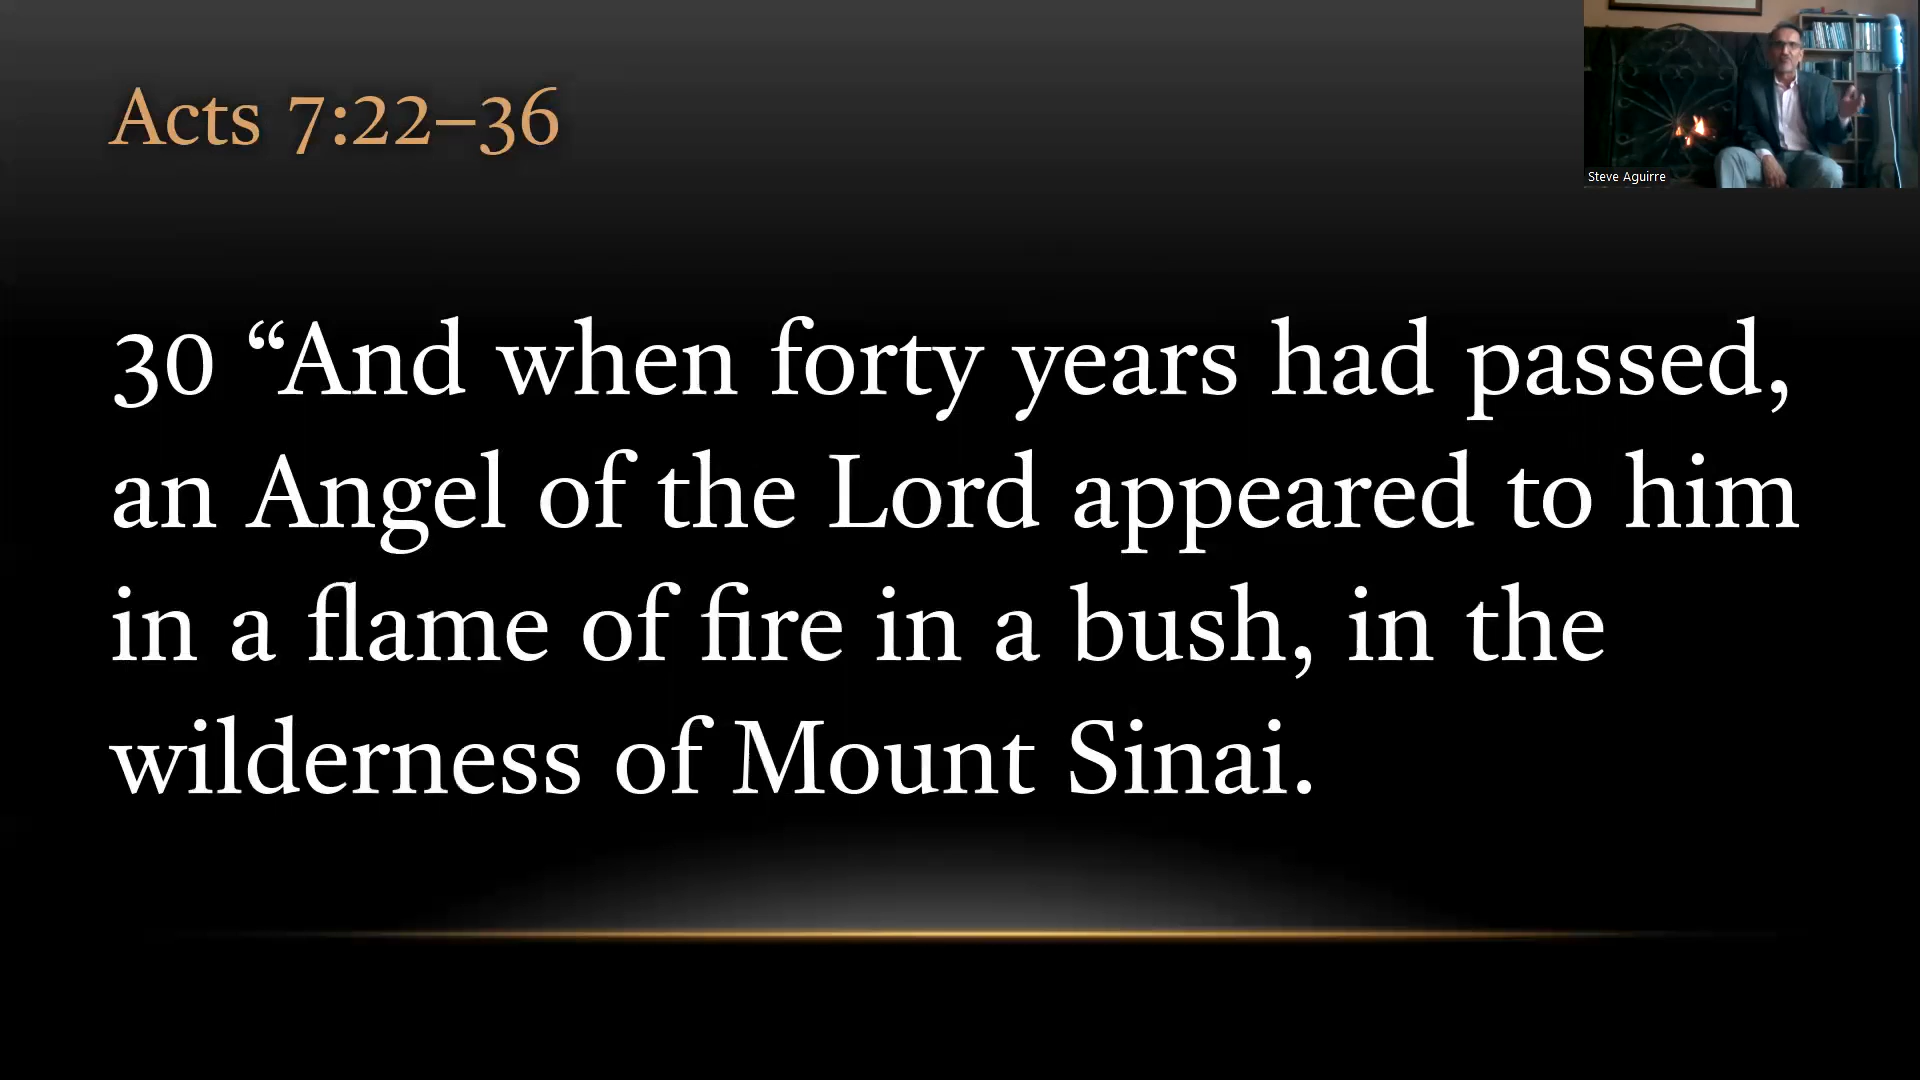 Acts 7:22–36
Steve Aguirre
30 “And when forty years had passed,
an Angel of the Lord appeared to him
in a flame of fire in a bush, in the
wilderness of Mount Sinai.